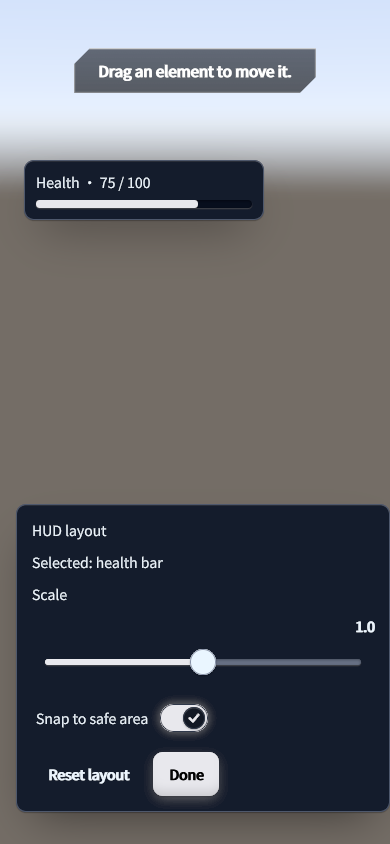 Drag an element to move it.
Health • 75 / 100
HUD layout
Selected: health bar
Scale
1.0
Snap to safe area
Reset layout Done